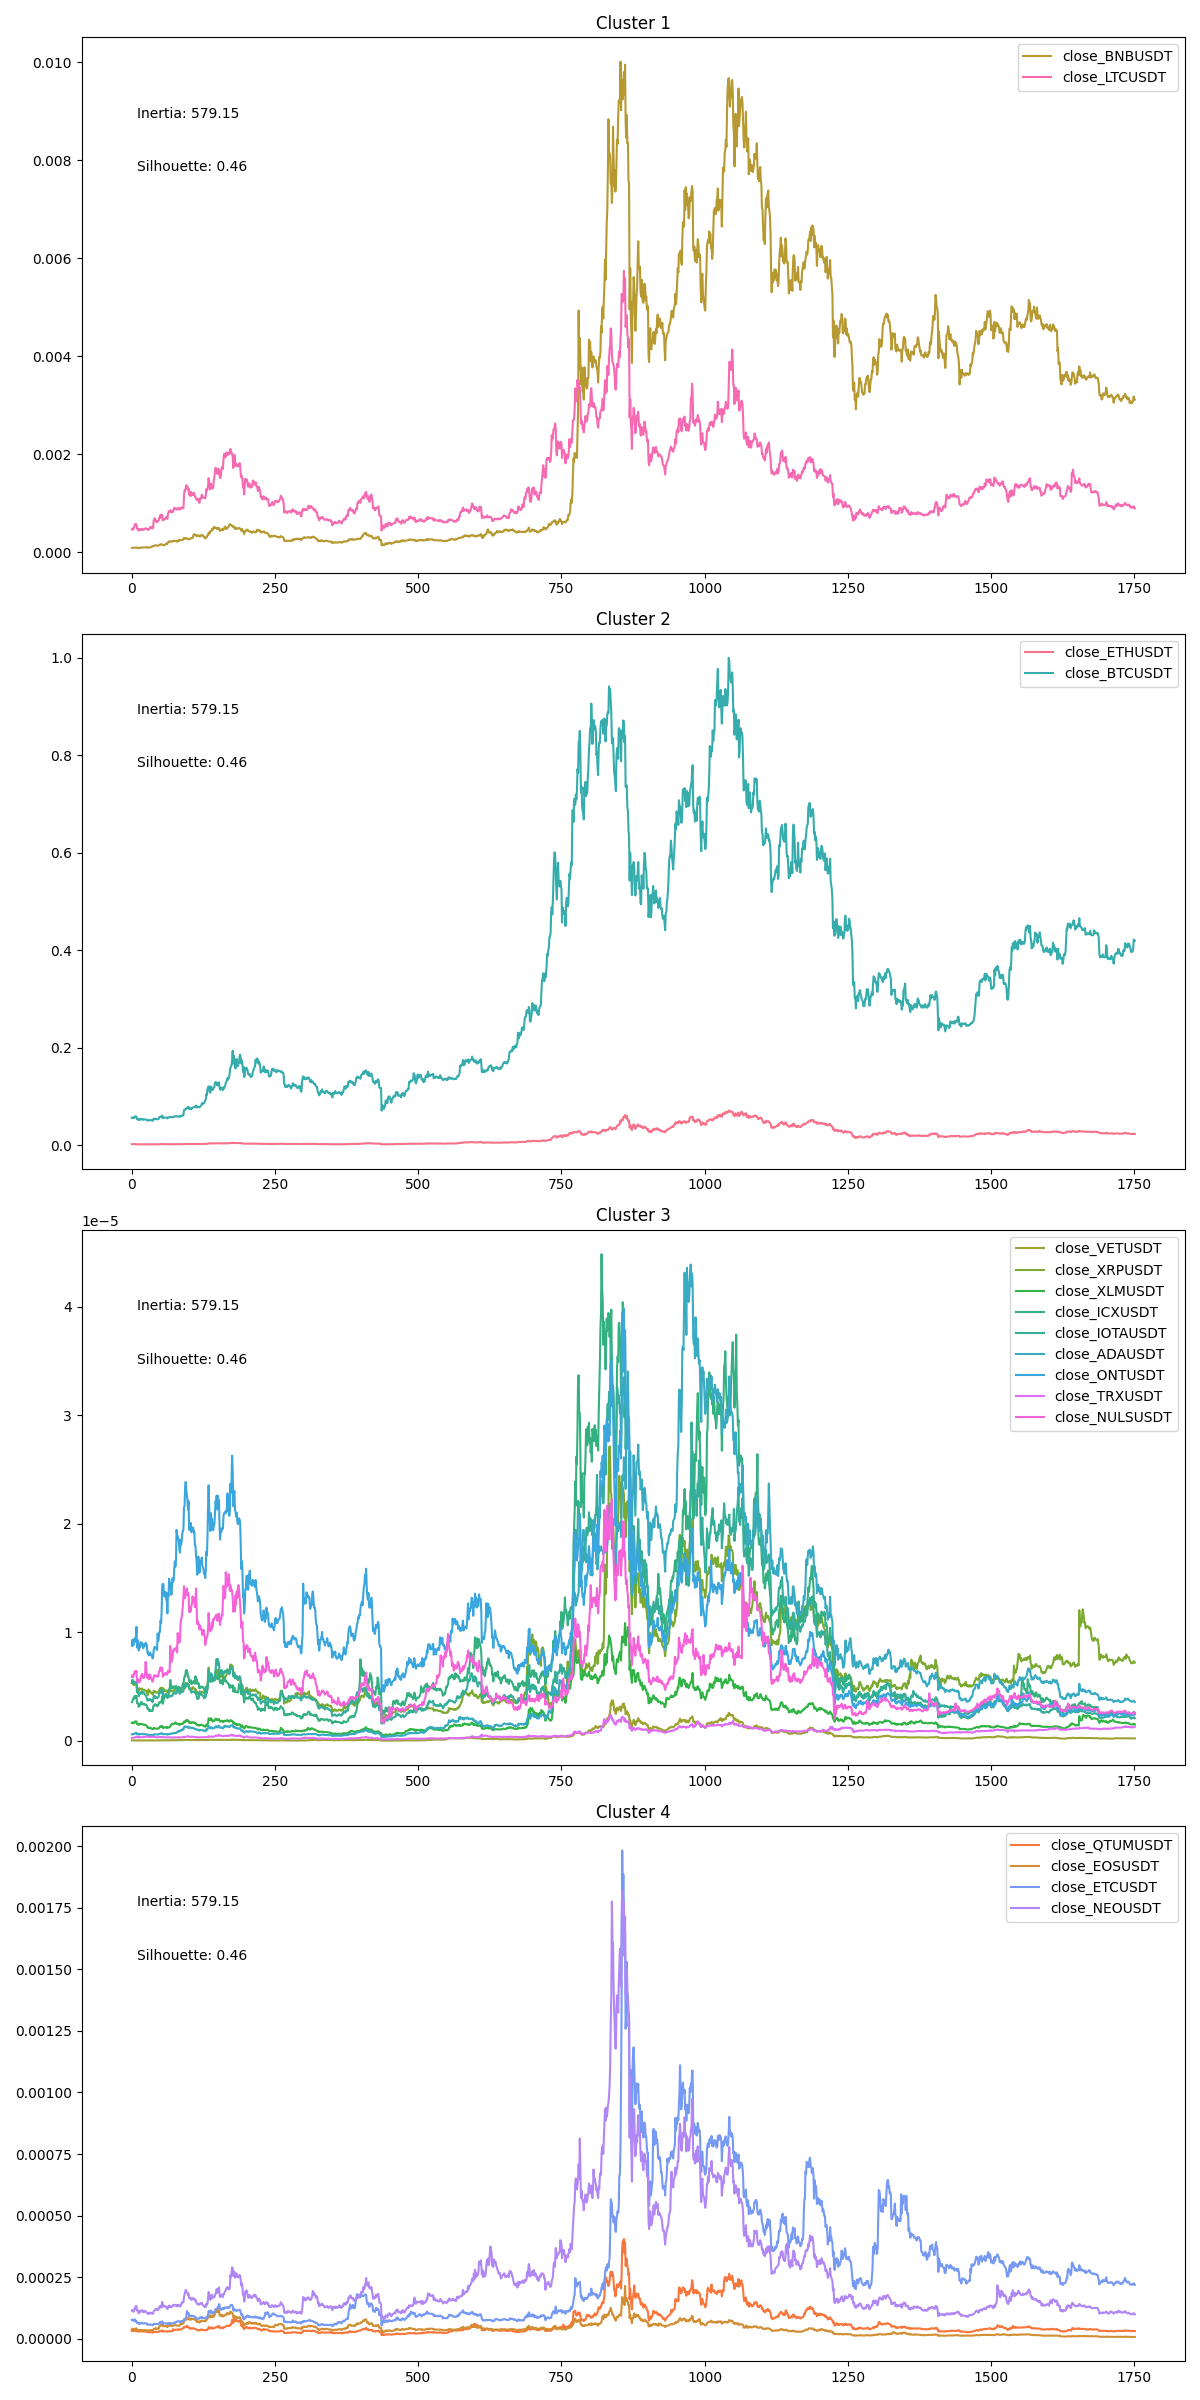 Cluster 1
0.010
0.008
0.006
0.004
0.002
0.000
Inertia: 579.15
Silhouette: 0.46
close_BNBUSDT
close_LTCUSDT
0 250 500 750 1000 1250 1500 1750
Cluster 2
1.0
0.8
0.6
0.4
0.2
0.0
Inertia: 579.15
Silhouette: 0.46
close_ETHUSDT
close_BTCUSDT
0 250 500 750 1000 1250 1500 1750
Cluster 3
1e−5
4
3
2
1
0
Inertia: 579.15
Silhouette: 0.46
close_VETUSDT
close_XRPUSDT
close_XLMUSDT
close_ICXUSDT
close_IOTAUSDT
close_ADAUSDT
close_ONTUSDT
close_TRXUSDT
close_NULSUSDT
0 250 500 750 1000 1250 1500 1750
Cluster 4
0.00200
0.00175
0.00150
0.00125
0.00100
0.00075
0.00050
0.00025
0.00000
Inertia: 579.15
Silhouette: 0.46
close_QTUMUSDT
close_EOSUSDT
close_ETCUSDT
close_NEOUSDT
0 250 500 750 1000 1250 1500 1750